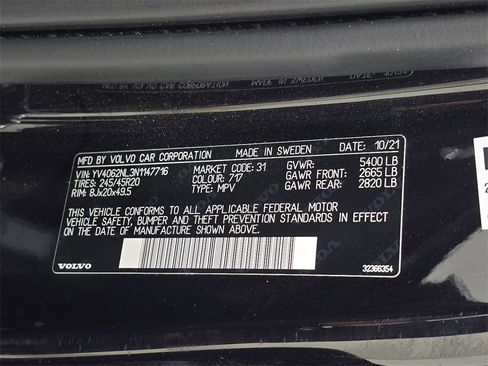 MFD BY VOLVO CAR CORPORATION MADE IN SWEDEN DATE: 10/21
VIN: YV4062NL3N1147716 MARKET CODE: 31 GVWR: 5400 LB
TIRES: 245/45R20 COLOUR: 717 GAWR FRONT: 2665 LB
RIM: 8Jx20x49.5 TYPE: MPV GAWR REAR: 2820 LB
THIS VEHICLE CONFORMS TO ALL APPLICABLE FEDERAL MOTOR
VEHICLE SAFETY, BUMPER, AND THEFT PREVENTION STANDARDS IN EFFECT
ON THE DATE OF MANUFACTURE SHOWN ABOVE.
VOLVO 32366354